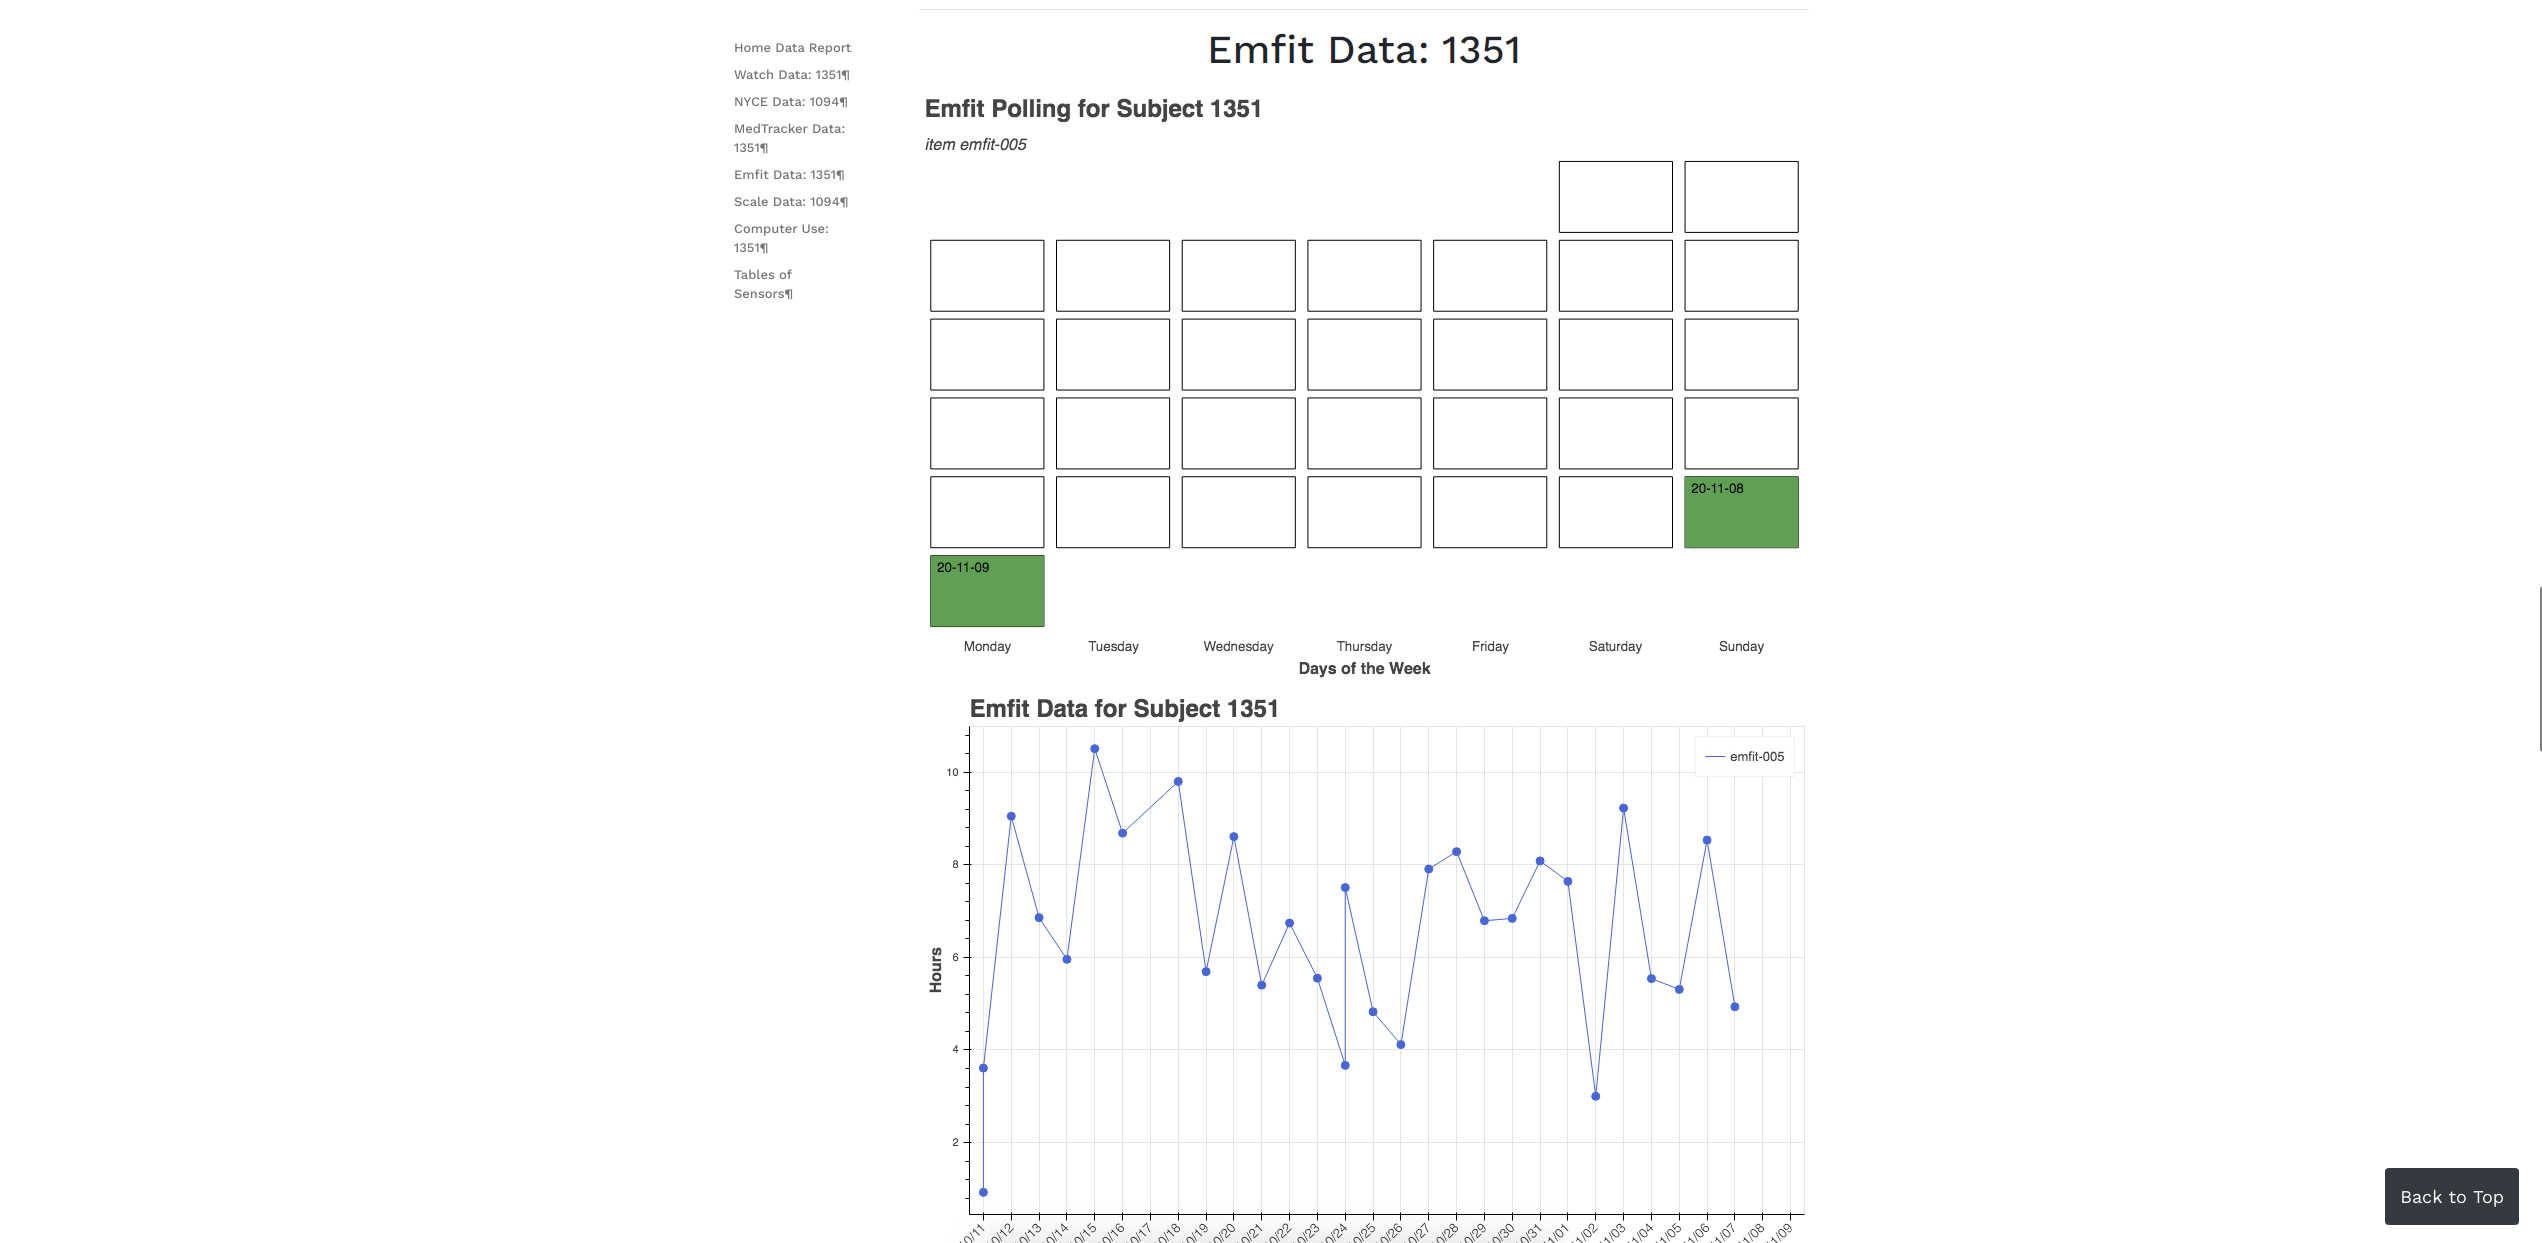 Home Data Report
Watch Data: 1351¶
NYCE Data: 1094¶
MedTracker Data:
1351¶
Emfit Data: 1351¶
Scale Data: 1094¶
Computer Use:
1351¶
Tables of
Sensors¶
Emfit Data: 1351
Emfit Polling for Subject 1351
item emfit-005
20-11-08
20-11-09
Monday Tuesday Wednesday Thursday Friday Saturday Sunday
Days of the Week
Emfit Data for Subject 1351
emfit-005
10
8
6
4
2
Hours
0/11 0/12 0/13 0/14 0/15 0/16 0/17 0/18 0/19 0/20 0/21 0/22 0/23 0/24 0/25 0/26 0/27 0/28 0/29 0/30 0/31 1/01 1/02 1/03 1/04 1/05 1/06 1/07 1/08 1/09
Back to Top